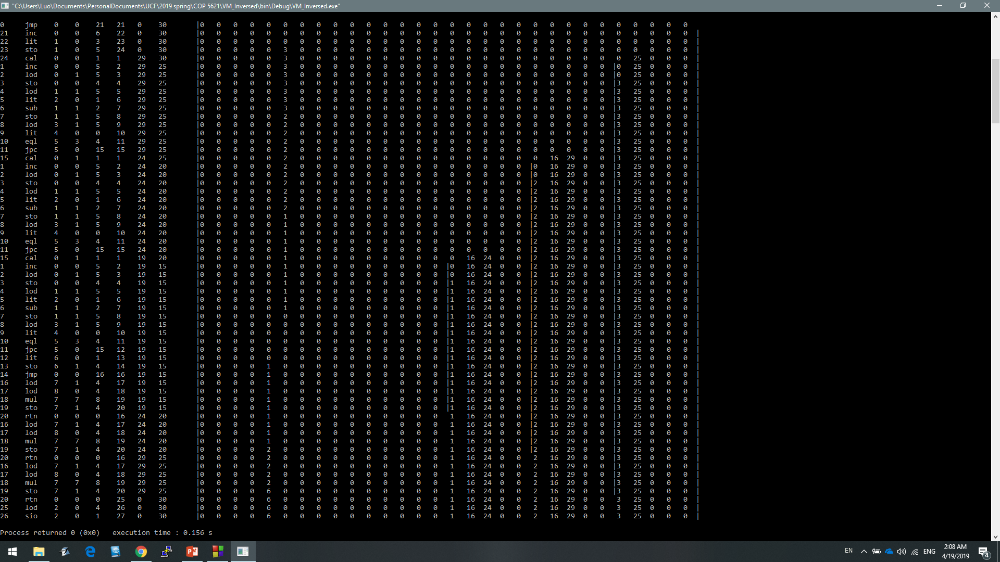 "C:\Users\Luo\Documents\PersonalDocuments\UCF\2019 spring\COP 5621\VM_Inversed\bin\Debug\VM_Inversed.exe"
0 jmp 0 0 21 21 0 30 |0 0 0 0 0 0 0 0 0 0 0 0 0 0 0 0 0 0 0 0 0 0 0 0 0 0 0 0 0 0
21 inc 0 0 6 22 0 30 |0 0 0 0 0 0 0 0 0 0 0 0 0 0 0 0 0 0 0 0 0 0 0 0 0 0 0 0 0 0 |
22 lit 1 0 3 23 0 30 |0 0 0 0 0 0 0 0 0 0 0 0 0 0 0 0 0 0 0 0 0 0 0 0 0 0 0 0 0 0 |
23 sto 1 0 5 24 0 30 |0 0 0 0 0 3 0 0 0 0 0 0 0 0 0 0 0 0 0 0 0 0 0 0 0 0 0 0 0 0 |
24 cal 0 0 1 1 29 30 |0 0 0 0 0 3 0 0 0 0 0 0 0 0 0 0 0 0 0 0 0 0 0 0 0 0 25 0 0 0 |
1 inc 0 0 5 2 29 25 |0 0 0 0 0 3 0 0 0 0 0 0 0 0 0 0 0 0 0 0 0 0 0 0 0 |0 25 0 0 0 |
2 lod 0 1 5 3 29 25 |0 0 0 0 0 3 0 0 0 0 0 0 0 0 0 0 0 0 0 0 0 0 0 0 0 |0 25 0 0 0 |
3 sto 0 0 4 4 29 25 |0 0 0 0 0 3 0 0 0 0 0 0 0 0 0 0 0 0 0 0 0 0 0 0 0 |3 25 0 0 0 |
4 lod 1 1 5 5 29 25 |0 0 0 0 0 3 0 0 0 0 0 0 0 0 0 0 0 0 0 0 0 0 0 0 0 |3 25 0 0 0 |
5 lit 2 0 1 6 29 25 |0 0 0 0 0 3 0 0 0 0 0 0 0 0 0 0 0 0 0 0 0 0 0 0 0 |3 25 0 0 0 |
6 sub 1 1 2 7 29 25 |0 0 0 0 0 3 0 0 0 0 0 0 0 0 0 0 0 0 0 0 0 0 0 0 0 |3 25 0 0 0 |
7 sto 1 1 5 8 29 25 |0 0 0 0 0 2 0 0 0 0 0 0 0 0 0 0 0 0 0 0 0 0 0 0 0 |3 25 0 0 0 |
8 lod 3 1 5 9 29 25 |0 0 0 0 0 2 0 0 0 0 0 0 0 0 0 0 0 0 0 0 0 0 0 0 0 |3 25 0 0 0 |
9 lit 4 0 0 10 29 25 |0 0 0 0 0 2 0 0 0 0 0 0 0 0 0 0 0 0 0 0 0 0 0 0 0 |3 25 0 0 0 |
10 eql 5 3 4 11 29 25 |0 0 0 0 0 2 0 0 0 0 0 0 0 0 0 0 0 0 0 0 0 0 0 0 0 |3 25 0 0 0 |
11 jpc 5 0 15 15 29 25 |0 0 0 0 0 2 0 0 0 0 0 0 0 0 0 0 0 0 0 0 0 0 0 0 0 |3 25 0 0 0 |
15 cal 0 1 1 1 24 25 |0 0 0 0 0 2 0 0 0 0 0 0 0 0 0 0 0 0 0 0 0 16 29 0 0 |3 25 0 0 0 |
1 inc 0 0 5 2 24 20 |0 0 0 0 0 2 0 0 0 0 0 0 0 0 0 0 0 0 0 0 |0 16 29 0 0 |3 25 0 0 0 |
2 lod 0 1 5 3 24 20 |0 0 0 0 0 2 0 0 0 0 0 0 0 0 0 0 0 0 0 0 |0 16 29 0 0 |3 25 0 0 0 |
3 sto 0 0 4 4 24 20 |0 0 0 0 0 2 0 0 0 0 0 0 0 0 0 0 0 0 0 0 |2 16 29 0 0 |3 25 0 0 0 |
4 lod 1 1 5 5 24 20 |0 0 0 0 0 2 0 0 0 0 0 0 0 0 0 0 0 0 0 0 |2 16 29 0 0 |3 25 0 0 0 |
5 lit 2 0 1 6 24 20 |0 0 0 0 0 2 0 0 0 0 0 0 0 0 0 0 0 0 0 0 |2 16 29 0 0 |3 25 0 0 0 |
6 sub 1 1 2 7 24 20 |0 0 0 0 0 2 0 0 0 0 0 0 0 0 0 0 0 0 0 0 |2 16 29 0 0 |3 25 0 0 0 |
7 sto 1 1 5 8 24 20 |0 0 0 0 0 1 0 0 0 0 0 0 0 0 0 0 0 0 0 0 |2 16 29 0 0 |3 25 0 0 0 |
8 lod 3 1 5 9 24 20 |0 0 0 0 0 1 0 0 0 0 0 0 0 0 0 0 0 0 0 0 |2 16 29 0 0 |3 25 0 0 0 |
9 lit 4 0 0 10 24 20 |0 0 0 0 0 1 0 0 0 0 0 0 0 0 0 0 0 0 0 0 |2 16 29 0 0 |3 25 0 0 0 |
10 eql 5 3 4 11 24 20 |0 0 0 0 0 1 0 0 0 0 0 0 0 0 0 0 0 0 0 0 |2 16 29 0 0 |3 25 0 0 0 |
11 jpc 5 0 15 15 24 20 |0 0 0 0 0 1 0 0 0 0 0 0 0 0 0 0 0 0 0 0 |2 16 29 0 0 |3 25 0 0 0 |
15 cal 0 1 1 1 19 20 |0 0 0 0 0 1 0 0 0 0 0 0 0 0 0 0 16 24 0 0 |2 16 29 0 0 |3 25 0 0 0 |
1 inc 0 0 5 2 19 15 |0 0 0 0 0 1 0 0 0 0 0 0 0 0 0 |0 16 24 0 0 |2 16 29 0 0 |3 25 0 0 0 |
2 lod 0 1 5 3 19 15 |0 0 0 0 0 1 0 0 0 0 0 0 0 0 0 |0 16 24 0 0 |2 16 29 0 0 |3 25 0 0 0 |
3 sto 0 0 4 4 19 15 |0 0 0 0 0 1 0 0 0 0 0 0 0 0 0 |1 16 24 0 0 |2 16 29 0 0 |3 25 0 0 0 |
4 lod 1 1 5 5 19 15 |0 0 0 0 0 1 0 0 0 0 0 0 0 0 0 |1 16 24 0 0 |2 16 29 0 0 |3 25 0 0 0 |
5 lit 2 0 1 6 19 15 |0 0 0 0 0 1 0 0 0 0 0 0 0 0 0 |1 16 24 0 0 |2 16 29 0 0 |3 25 0 0 0 |
6 sub 1 1 2 7 19 15 |0 0 0 0 0 1 0 0 0 0 0 0 0 0 0 |1 16 24 0 0 |2 16 29 0 0 |3 25 0 0 0 |
7 sto 1 1 5 8 19 15 |0 0 0 0 0 0 0 0 0 0 0 0 0 0 0 |1 16 24 0 0 |2 16 29 0 0 |3 25 0 0 0 |
8 lod 3 1 5 9 19 15 |0 0 0 0 0 0 0 0 0 0 0 0 0 0 0 |1 16 24 0 0 |2 16 29 0 0 |3 25 0 0 0 |
9 lit 4 0 0 10 19 15 |0 0 0 0 0 0 0 0 0 0 0 0 0 0 0 |1 16 24 0 0 |2 16 29 0 0 |3 25 0 0 0 |
10 eql 5 3 4 11 19 15 |0 0 0 0 0 0 0 0 0 0 0 0 0 0 0 |1 16 24 0 0 |2 16 29 0 0 |3 25 0 0 0 |
11 jpc 5 0 15 12 19 15 |0 0 0 0 0 0 0 0 0 0 0 0 0 0 0 |1 16 24 0 0 |2 16 29 0 0 |3 25 0 0 0 |
12 lit 6 0 1 13 19 15 |0 0 0 0 0 0 0 0 0 0 0 0 0 0 0 |1 16 24 0 0 |2 16 29 0 0 |3 25 0 0 0 |
13 sto 6 1 4 14 19 15 |0 0 0 0 1 0 0 0 0 0 0 0 0 0 0 |1 16 24 0 0 |2 16 29 0 0 |3 25 0 0 0 |
14 jmp 0 0 16 16 19 15 |0 0 0 0 1 0 0 0 0 0 0 0 0 0 0 |1 16 24 0 0 |2 16 29 0 0 |3 25 0 0 0 |
16 lod 7 1 4 17 19 15 |0 0 0 0 1 0 0 0 0 0 0 0 0 0 0 |1 16 24 0 0 |2 16 29 0 0 |3 25 0 0 0 |
17 lod 8 0 4 18 19 15 |0 0 0 0 1 0 0 0 0 0 0 0 0 0 0 |1 16 24 0 0 |2 16 29 0 0 |3 25 0 0 0 |
18 mul 7 7 8 19 19 15 |0 0 0 0 1 0 0 0 0 0 0 0 0 0 0 |1 16 24 0 0 |2 16 29 0 0 |3 25 0 0 0 |
19 sto 7 1 4 20 19 15 |0 0 0 0 1 0 0 0 0 0 0 0 0 0 0 |1 16 24 0 0 |2 16 29 0 0 |3 25 0 0 0 |
20 rtn 0 0 0 16 24 20 |0 0 0 0 1 0 0 0 0 0 0 0 0 0 0 1 16 24 0 0 |2 16 29 0 0 |3 25 0 0 0 |
16 lod 7 1 4 17 24 20 |0 0 0 0 1 0 0 0 0 0 0 0 0 0 0 1 16 24 0 0 |2 16 29 0 0 |3 25 0 0 0 |
17 lod 8 0 4 18 24 20 |0 0 0 0 1 0 0 0 0 0 0 0 0 0 0 1 16 24 0 0 |2 16 29 0 0 |3 25 0 0 0 |
18 mul 7 7 8 19 24 20 |0 0 0 0 1 0 0 0 0 0 0 0 0 0 0 1 16 24 0 0 |2 16 29 0 0 |3 25 0 0 0 |
19 sto 7 1 4 20 24 20 |0 0 0 0 2 0 0 0 0 0 0 0 0 0 0 1 16 24 0 0 |2 16 29 0 0 |3 25 0 0 0 |
20 rtn 0 0 0 16 29 25 |0 0 0 0 2 0 0 0 0 0 0 0 0 0 0 1 16 24 0 0 2 16 29 0 0 |3 25 0 0 0 |
16 lod 7 1 4 17 29 25 |0 0 0 0 2 0 0 0 0 0 0 0 0 0 0 1 16 24 0 0 2 16 29 0 0 |3 25 0 0 0 |
17 lod 8 0 4 18 29 25 |0 0 0 0 2 0 0 0 0 0 0 0 0 0 0 1 16 24 0 0 2 16 29 0 0 |3 25 0 0 0 |
18 mul 7 7 8 19 29 25 |0 0 0 0 2 0 0 0 0 0 0 0 0 0 0 1 16 24 0 0 2 16 29 0 0 |3 25 0 0 0 |
19 sto 7 1 4 20 29 25 |0 0 0 0 6 0 0 0 0 0 0 0 0 0 0 1 16 24 0 0 2 16 29 0 0 |3 25 0 0 0 |
20 rtn 0 0 0 25 0 30 |0 0 0 0 6 0 0 0 0 0 0 0 0 0 0 1 16 24 0 0 2 16 29 0 0 3 25 0 0 0 |
25 lod 2 0 4 26 0 30 |0 0 0 0 6 0 0 0 0 0 0 0 0 0 0 1 16 24 0 0 2 16 29 0 0 3 25 0 0 0 |
26 sio 2 0 1 27 0 30 |0 0 0 0 6 0 0 0 0 0 0 0 0 0 0 1 16 24 0 0 2 16 29 0 0 3 25 0 0 0 |
Process returned 0 (0x0) execution time : 0.156 s
EN ENG 2:08 AM
4/19/2019 4